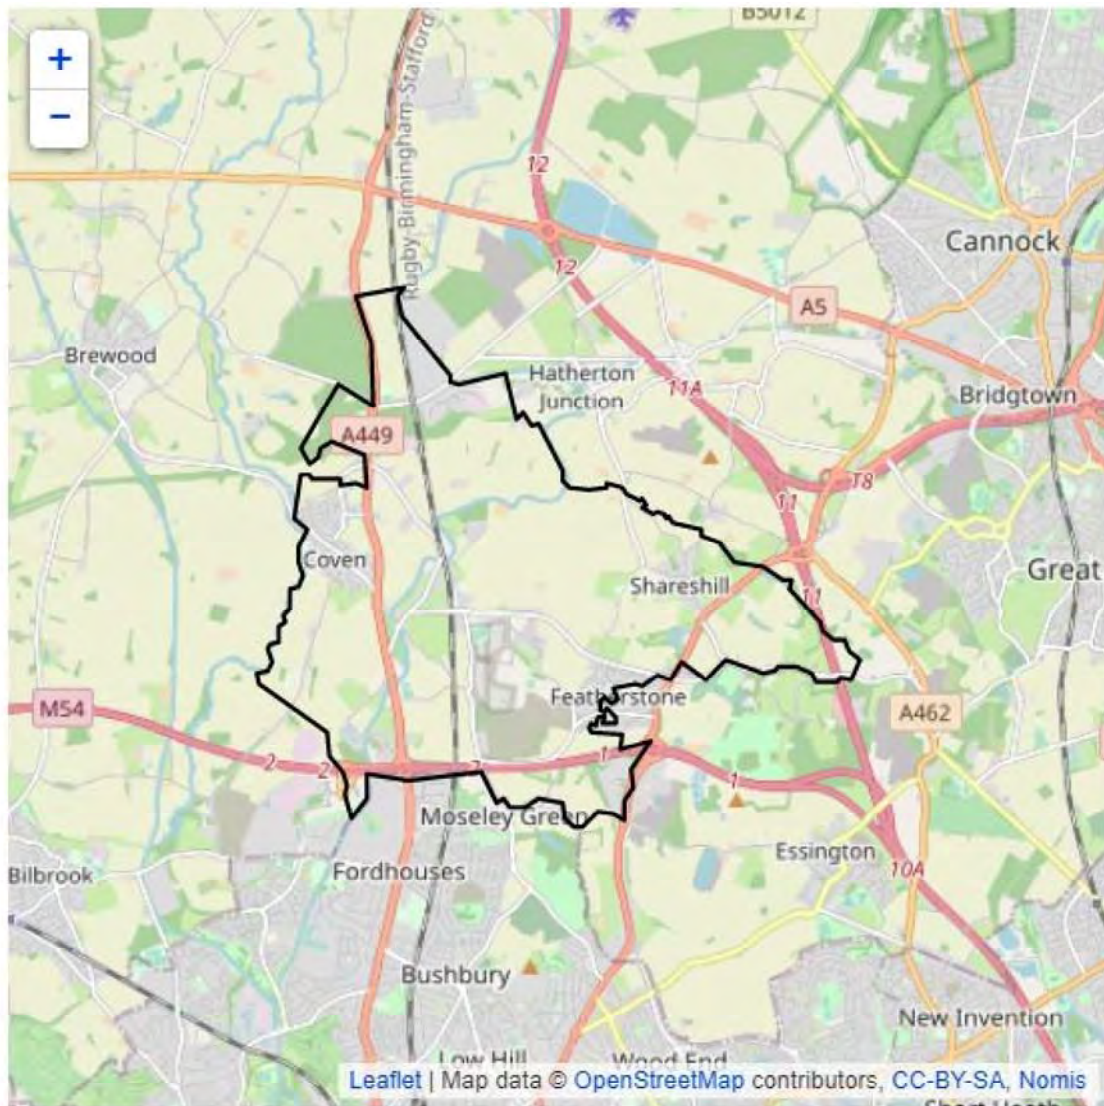 +
−
B5012
12
Rugby-Birmingham-Stafford
Cannock
12
A5
Brewood
Hatherton
Junction
11A
Bridgtown
A449
T8
11
Coven
Great
Shareshill
11
Featherstone
M54
A462
2
2
1
1
Moseley Green
Essington
Fordhouses
10A
Bilbrook
Bushbury
New Invention
Low Hill
Wood End
Leaflet | Map data © OpenStreetMap contributors, CC-BY-SA, Nomis
Short Heath